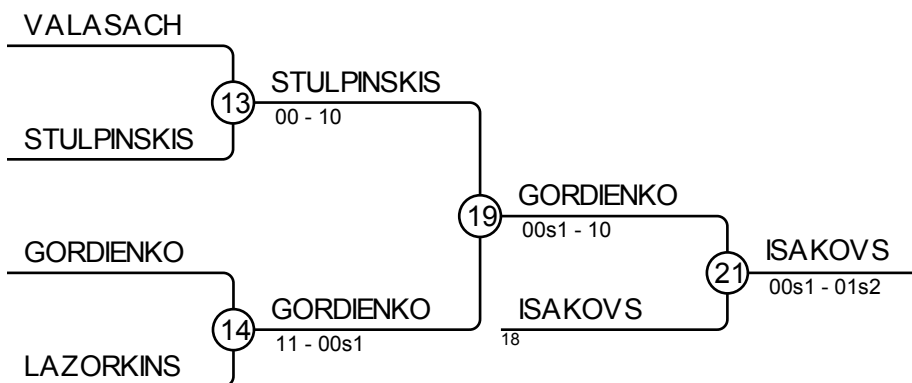 VALASACH
13
STULPINSKIS
00 - 10
STULPINSKIS
19
GORDIENKO
00s1 - 10
GORDIENKO
21
ISAKOVS
00s1 - 01s2
14
GORDIENKO
11 - 00s1
ISAKOVS
18
LAZORKINS